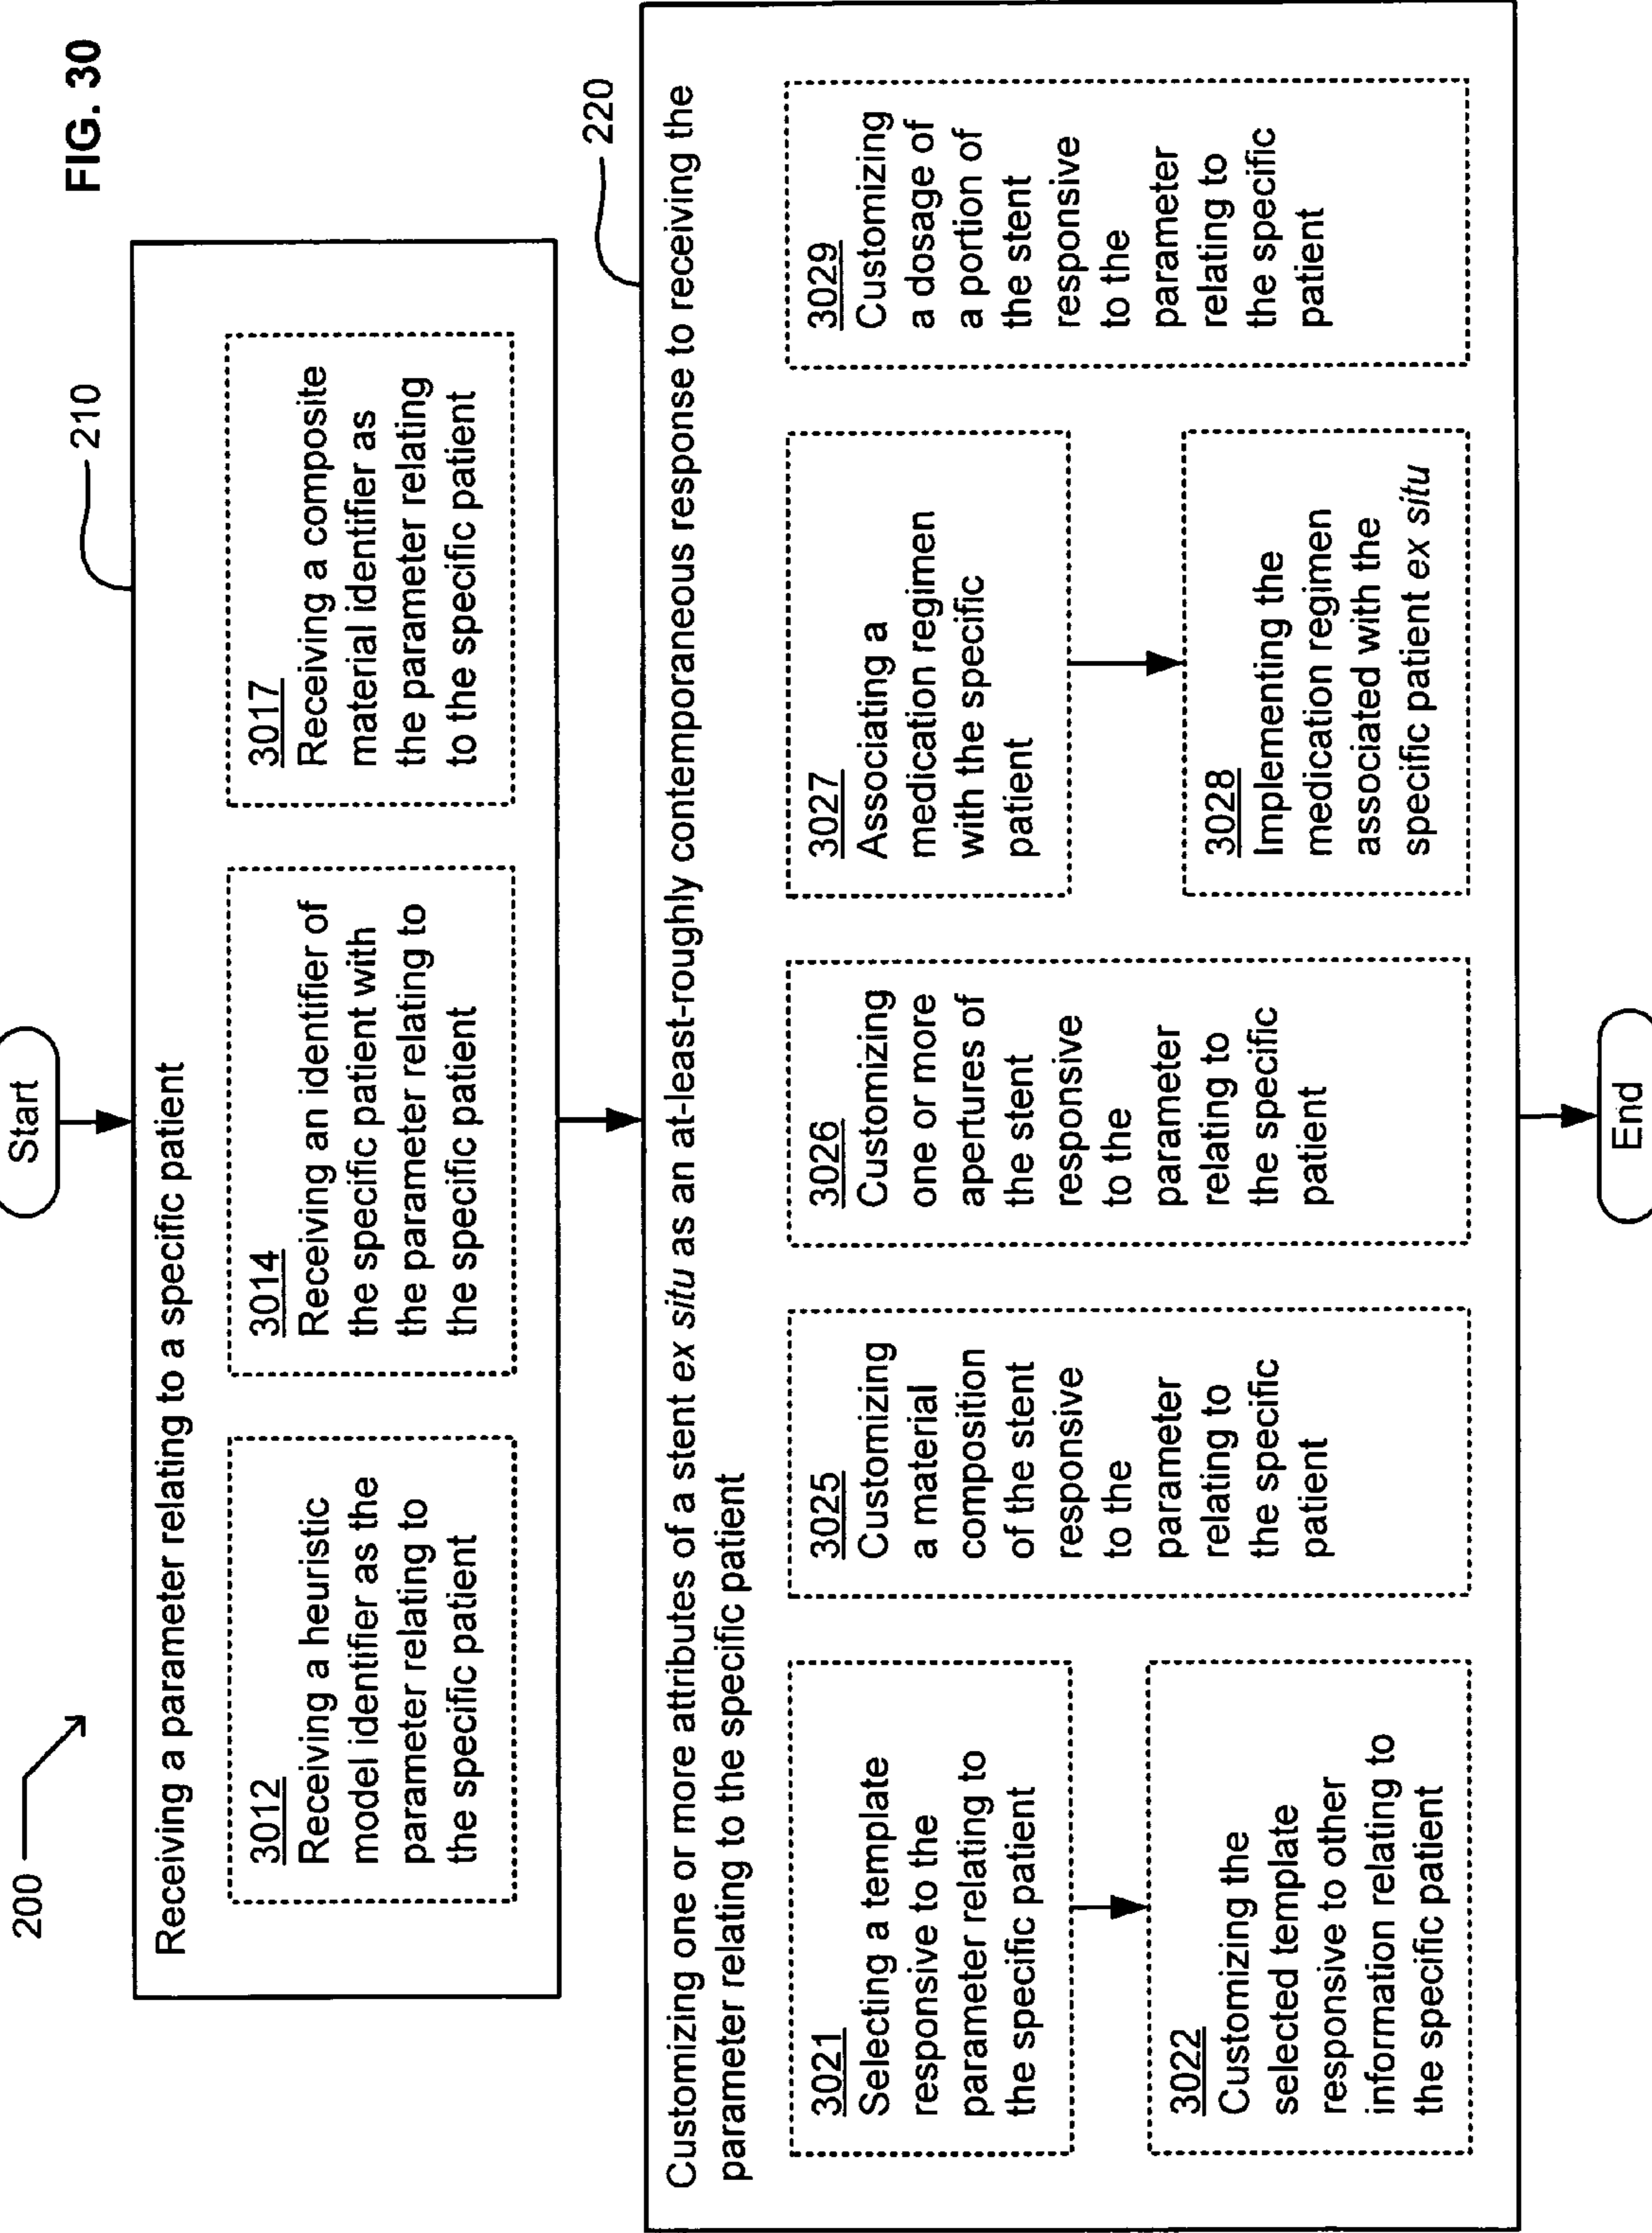 FIG. 30
200
Start
210
Receiving a parameter relating to a specific patient
3012
Receiving a heuristic
model identifier as the
parameter relating to
the specific patient
3014
Receiving an identifier of
the specific patient with
the parameter relating to
the specific patient
3017
Receiving a composite
material identifier as
the parameter relating
to the specific patient
220
Customizing one or more attributes of a stent ex situ as an at-least-roughly contemporaneous response to receiving the
parameter relating to the specific patient
3021
Selecting a template
responsive to the
parameter relating to
the specific patient
3022
Customizing the
selected template
responsive to other
information relating to
the specific patient
3025
Customizing
a material
composition
of the stent
responsive
to the
parameter
relating to
the specific
patient
3026
Customizing
one or more
apertures of
the stent
responsive
to the
parameter
relating to
the specific
patient
3027
Associating a
medication regimen
with the specific
patient
3028
Implementing the
medication regimen
associated with the
specific patient ex situ
3029
Customizing
a dosage of
a portion of
the stent
responsive
to the
parameter
relating to
the specific
patient
End